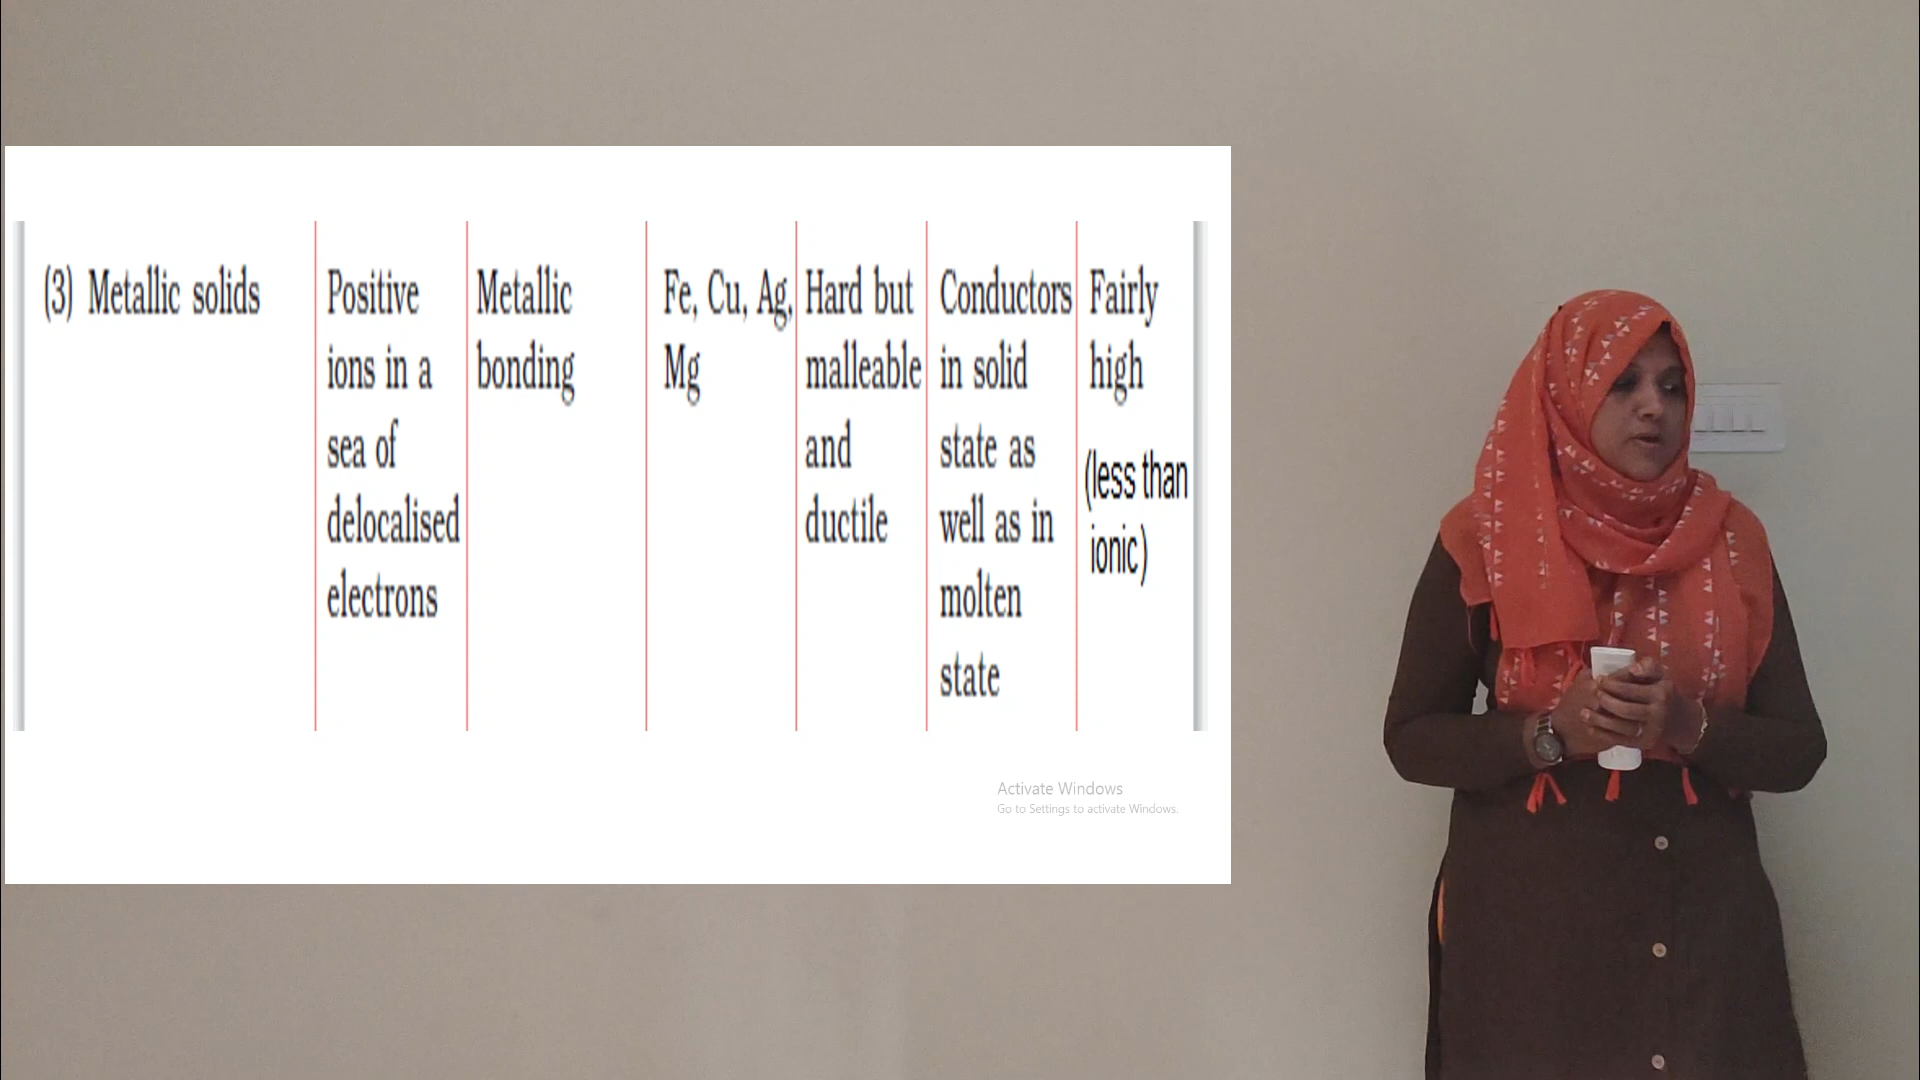 (3) Metallic solids
Positive
ions in a
sea of
delocalised
electrons
Metallic
bonding
Fe, Cu, Ag,
Mg
Hard but
malleable
and
ductile
Conductors
in solid
state as
well as in
molten
state
Fairly
high
(less than
ionic)
Activate Windows
Go to Settings to activate Windows.